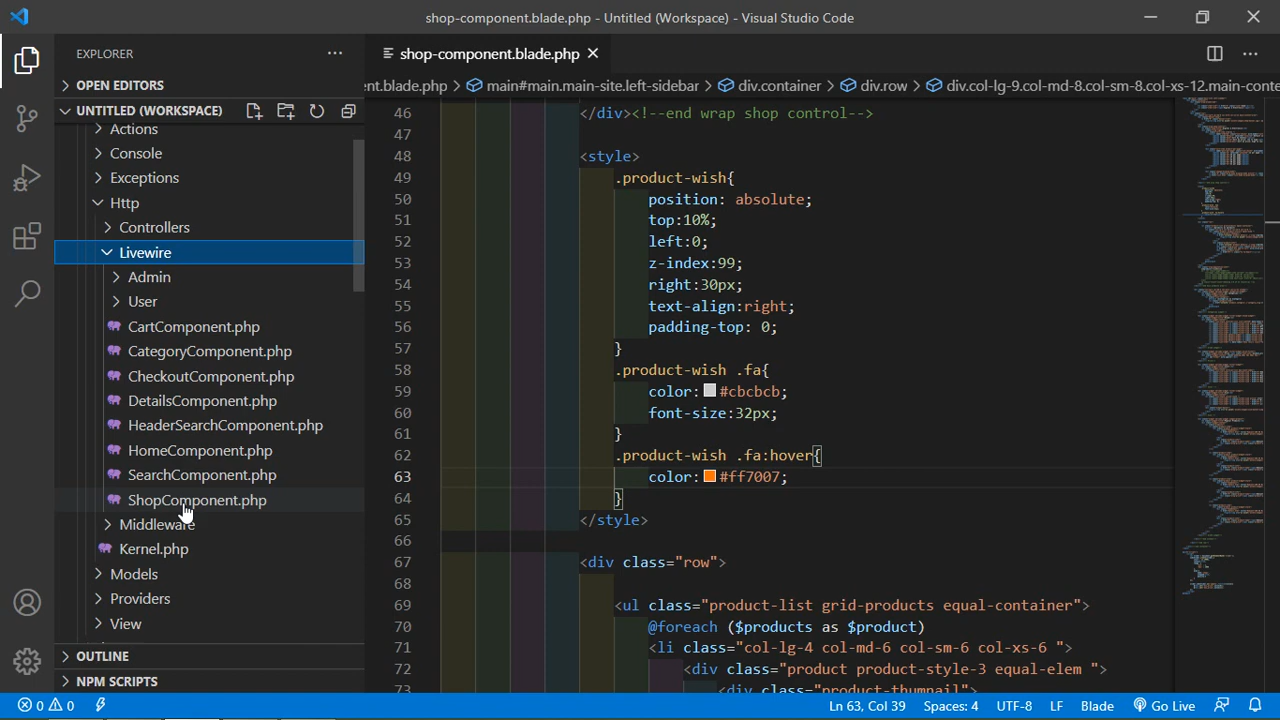 shop-component.blade.php - Untitled (Workspace) - Visual Studio Code
EXPLORER
OPEN EDITORS
UNTITLED (WORKSPACE)
Actions
Console
Exceptions
Http
Controllers
Livewire
Admin
User
CartComponent.php
CategoryComponent.php
CheckoutComponent.php
DetailsComponent.php
HeaderSearchComponent.php
HomeComponent.php
SearchComponent.php
ShopComponent.php
Middleware
Kernel.php
Models
Providers
View
OUTLINE
NPM SCRIPTS
shop-component.blade.php
ent.blade.php main#main.main-site.left-sidebar div.container div.row div.col-lg-9.col-md-8.col-sm-8.col-xs-12.main-conte
46 </div><!--end wrap shop control-->
47
48 <style>
49 .product-wish{
50 position: absolute;
51 top:10%;
52 left:0;
53 z-index:99;
54 right:30px;
55 text-align:right;
56 padding-top: 0;
57 }
58 .product-wish .fa{
59 color: #cbcbcb;
60 font-size:32px;
61 }
62 .product-wish .fa:hover{
63 color: #ff7007;
64 }
65 </style>
66
67 <div class="row">
68
69 <ul class="product-list grid-products equal-container">
70 @foreach ($products as $product)
71 <li class="col-lg-4 col-md-6 col-sm-6 col-xs-6 ">
72 <div class="product product-style-3 equal-elem ">
73 <div class="product-thumnail">
0 0 Ln 63, Col 39 Spaces: 4 UTF-8 LF Blade Go Live